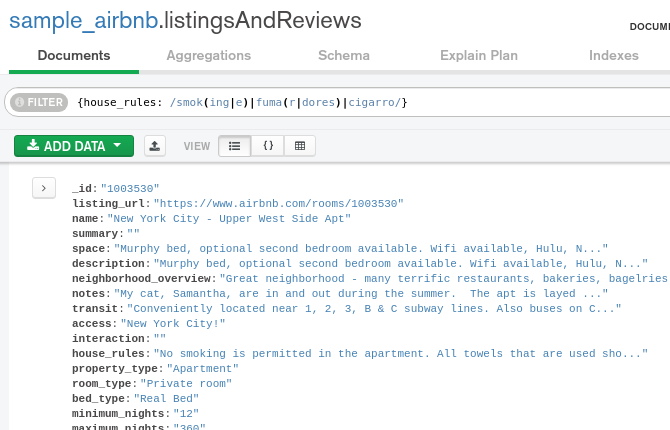 sample_airbnb.listingsAndReviews
DOCUM
Documents Aggregations Schema Explain Plan Indexes
FILTER {house_rules: /smok(ing|e)|fuma(r|dores)|cigarro/}
ADD DATA VIEW {}
_id:"1003530"
listing_url:"https://www.airbnb.com/rooms/1003530"
name:"New York City - Upper West Side Apt"
summary:""
space:"Murphy bed, optional second bedroom available. Wifi available, Hulu, N..."
description:"Murphy bed, optional second bedroom available. Wifi available, Hulu, N..."
neighborhood_overview:"Great neighborhood - many terrific restaurants, bakeries, bagelries
notes:"My cat, Samantha, are in and out during the summer.  The apt is layed ..."
transit:"Conveniently located near 1, 2, 3, B & C subway lines. Also buses on C..."
access:"New York City!"
interaction:""
house_rules:"No smoking is permitted in the apartment. All towels that are used sho..."
property_type:"Apartment"
room_type:"Private room"
bed_type:"Real Bed"
minimum_nights:"12"
maximum_nights:"360"